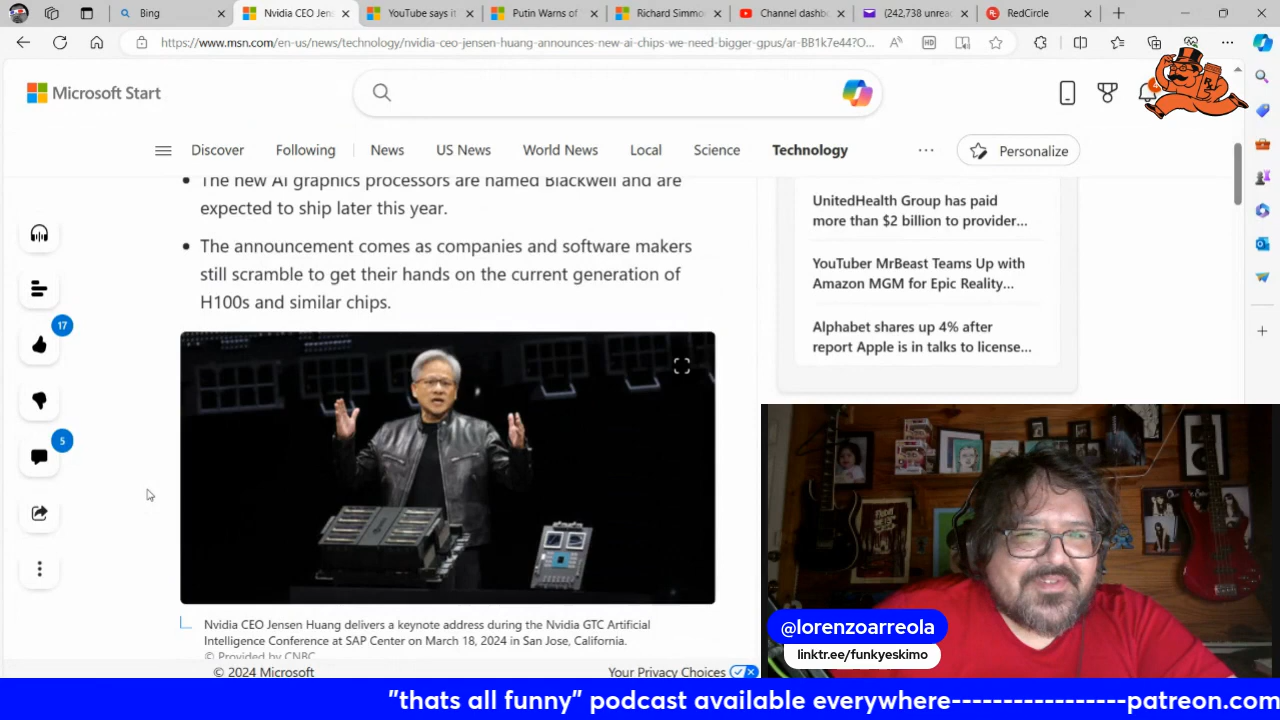 Bing
Nvidia CEO Jens
YouTube says it
Putin Warns of
Richard Simmo
Channel dashb
(242,738 unrea
RedCircle
https://www.msn.com/en-us/news/technology/nvidia-ceo-jensen-huang-announces-new-ai-chips-we-need-bigger-gpus/ar-BB1k7e44?O...
Microsoft Start
Discover
Following
News
US News
World News
Local
Science
Technology
Personalize
The new AI graphics processors are named Blackwell and are
expected to ship later this year.
The announcement comes as companies and software makers
still scramble to get their hands on the current generation of
H100s and similar chips.
17
5
UnitedHealth Group has paid
more than $2 billion to provider...
YouTuber MrBeast Teams Up with
Amazon MGM for Epic Reality...
Alphabet shares up 4% after
report Apple is in talks to license...
Nvidia CEO Jensen Huang delivers a keynote address during the Nvidia GTC Artificial
Intelligence Conference at SAP Center on March 18, 2024 in San Jose, California.
© Provided by CNBC
© 2024 Microsoft
Your Privacy Choices
@lorenzoarreola
linktr.ee/funkyeskimo
"thats all funny" podcast available everywhere-----------------patreon.com